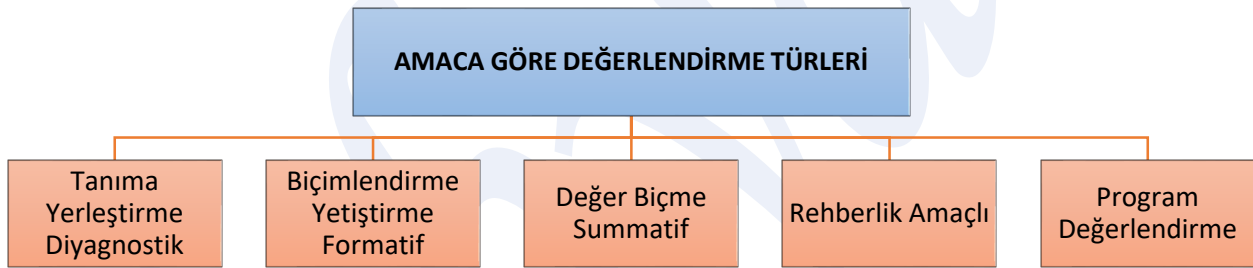 AMACA GÖRE DEĞERLENDİRME TÜRLERİ
Tanıma
Yerleştirme
Diyagnostik
Biçimlendirme
Yetiştirme
Formatif
Değer Biçme
Summatif
Rehberlik Amaçlı
Program
Değerlendirme